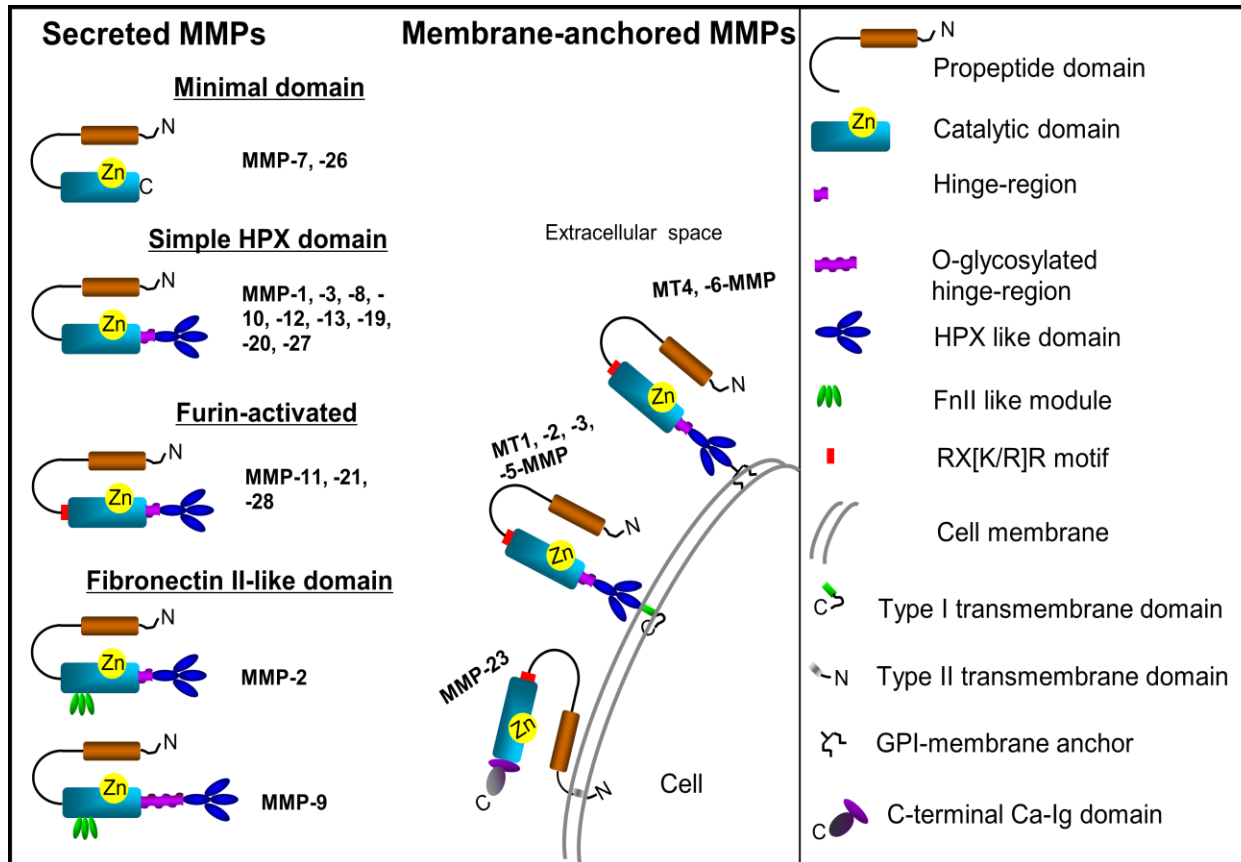 Secreted MMPs
Minimal domain
N
Zn
C
MMP-7, -26
Simple HPX domain
N
Zn
MMP-1, -3, -8, -
10, -12, -13, -19,
-20, -27
Furin-activated
N
Zn
MMP-11, -21,
-28
Fibronectin II-like domain
N
Zn
MMP-2
N
Zn
MMP-9
Membrane-anchored MMPs
Extracellular space
MT4, -6-MMP
N
Zn
MT1, -2, -3,
-5-MMP
N
Zn
C
MMP-23
Zn
C
N
Cell
N
Propeptide domain
Zn
Catalytic domain
Hinge-region
O-glycosylated
hinge-region
HPX like domain
FnII like module
RX[K/R]R motif
Cell membrane
C
Type I transmembrane domain
N
Type II transmembrane domain
GPI-membrane anchor
C
C-terminal Ca-Ig domain